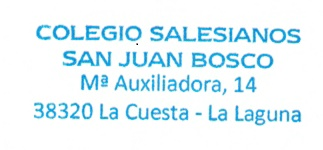 COLEGIO SALESIANOS
SAN JUAN BOSCO
Mª Auxiliadora, 14
38320 La Cuesta - La Laguna